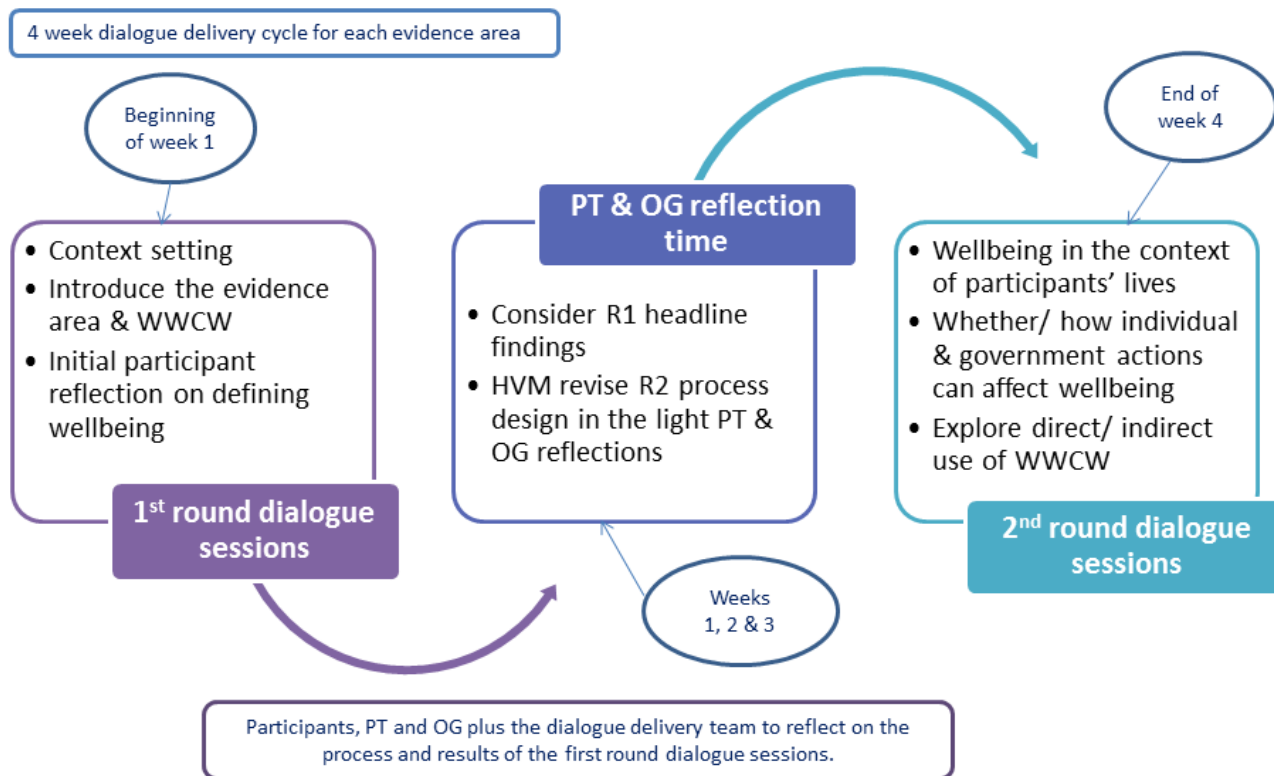 4 week dialogue delivery cycle for each evidence area
Beginning
of week 1
• Context setting
• Introduce the evidence
area & WWCW
• Initial participant
reflection on defining
wellbeing
1st round dialogue
sessions
PT & OG reflection
time
• Consider R1 headline
findings
• HVM revise R2 process
design in the light PT &
OG reflections
Weeks
1, 2 & 3
End of
week 4
• Wellbeing in the context
of participants’ lives
• Whether/ how individual
& government actions
can affect wellbeing
• Explore direct/ indirect
use of WWCW
2nd round dialogue
sessions
Participants, PT and OG plus the dialogue delivery team to reflect on the
process and results of the first round dialogue sessions.